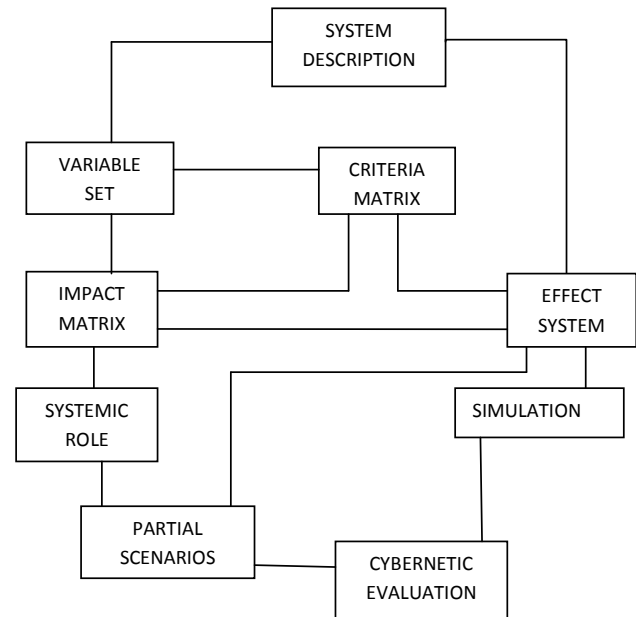 SYSTEM
DESCRIPTION
VARIABLE
SET
CRITERIA
MATRIX
IMPACT
MATRIX
EFFECT
SYSTEM
SYSTEMIC
ROLE
SIMULATION
PARTIAL
SCENARIOS
CYBERNETIC
EVALUATION